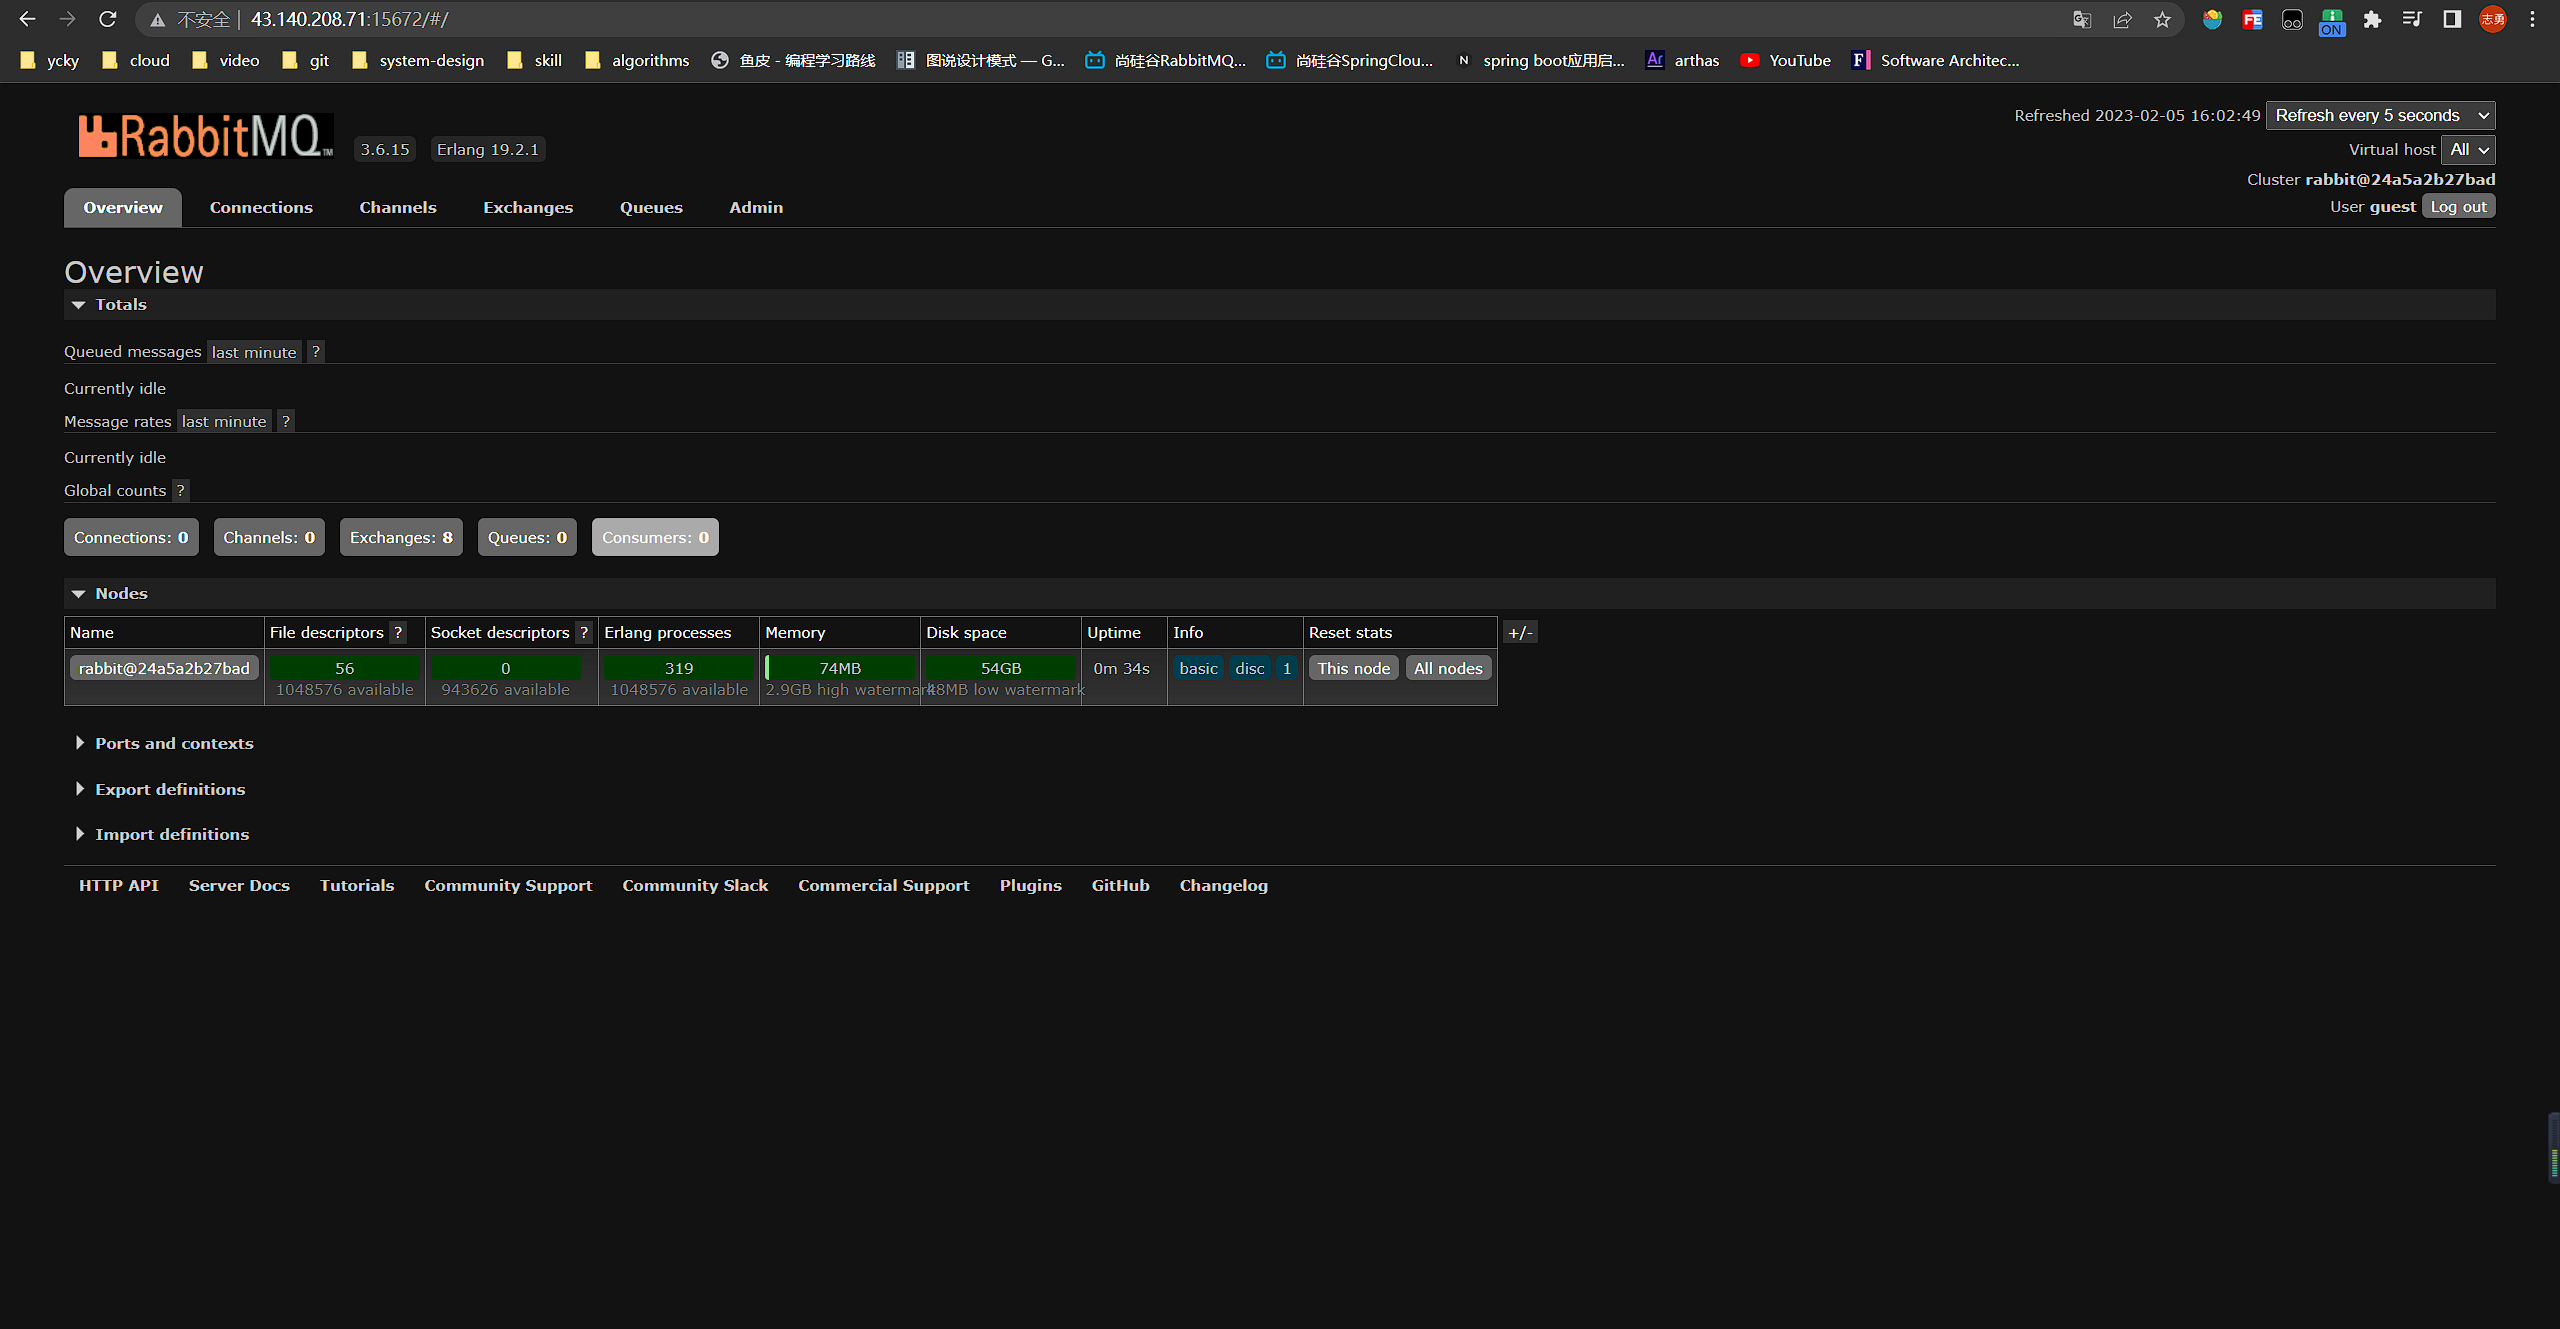 不安全 | 43.140.208.71:15672/#/
志勇
ON
ycky cloud video git system-design skill algorithms 鱼皮 - 编程学习路线 图说设计模式 — G... 尚硅谷RabbitMQ... 尚硅谷SpringClou... N spring boot应用启... Ar arthas YouTube F Software Architec...
RabbitMQ TM 3.6.15 Erlang 19.2.1
Refreshed 2023-02-05 16:02:49 Refresh every 5 seconds
Virtual host All
Cluster rabbit@24a5a2b27bad
User guest Log out
Overview Connections Channels Exchanges Queues Admin
Overview
Totals
Queued messages last minute ?
Currently idle
Message rates last minute ?
Currently idle
Global counts ?
Connections: 0 Channels: 0 Exchanges: 8 Queues: 0 Consumers: 0
Nodes
Name File descriptors ? Socket descriptors ? Erlang processes Memory Disk space Uptime Info Reset stats +/-
rabbit@24a5a2b27bad 56 0 319 74MB 54GB 0m 34s basic disc 1 This node All nodes
1048576 available 943626 available 1048576 available 2.9GB high watermark 48MB low watermark
Ports and contexts
Export definitions
Import definitions
HTTP API Server Docs Tutorials Community Support Community Slack Commercial Support Plugins GitHub Changelog